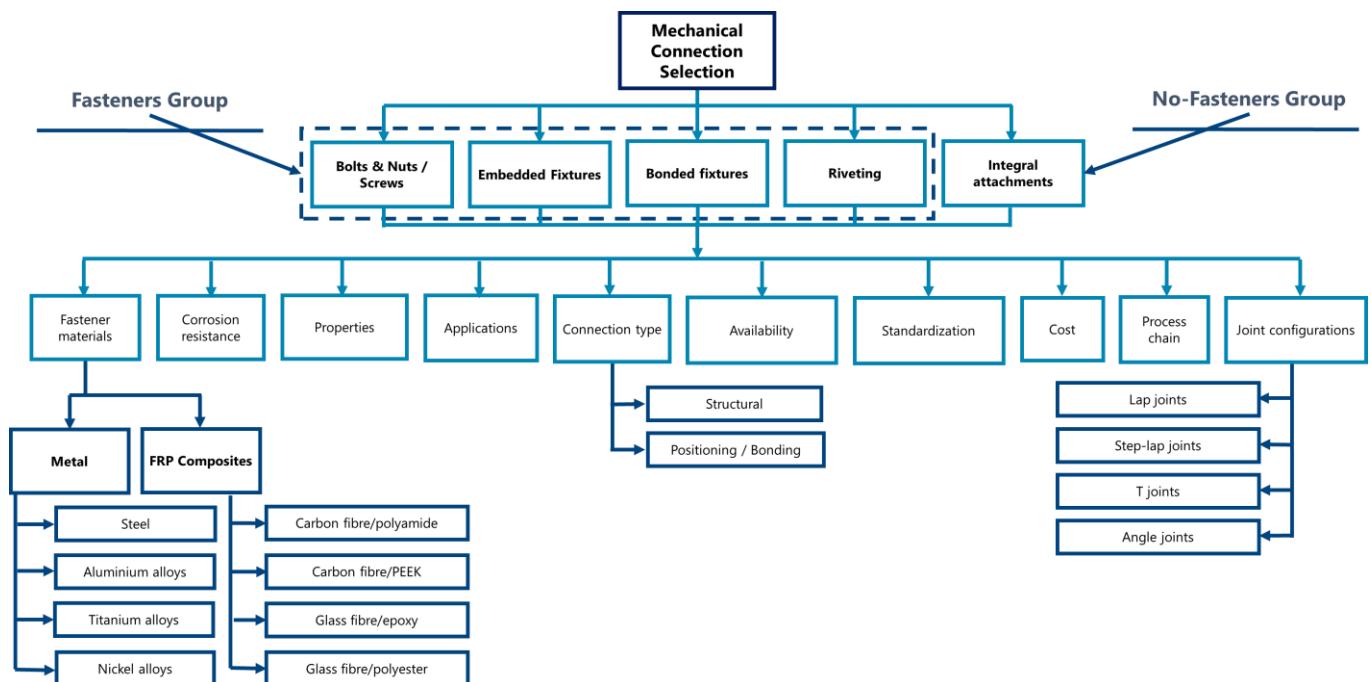 Mechanical
Connection
Selection
Fasteners Group
No-Fasteners Group
Bolts & Nuts /
Screws
Embedded Fixtures
Bonded fixtures
Riveting
Integral
attachments
Fastener
materials
Corrosion
resistance
Properties
Applications
Connection type
Availability
Standardization
Cost
Process
chain
Joint configurations
Structural
Positioning / Bonding
Lap joints
Step-lap joints
T joints
Angle joints
Metal
FRP Composites
Steel
Aluminium alloys
Titanium alloys
Nickel alloys
Carbon fibre/polyamide
Carbon fibre/PEEK
Glass fibre/epoxy
Glass fibre/polyester